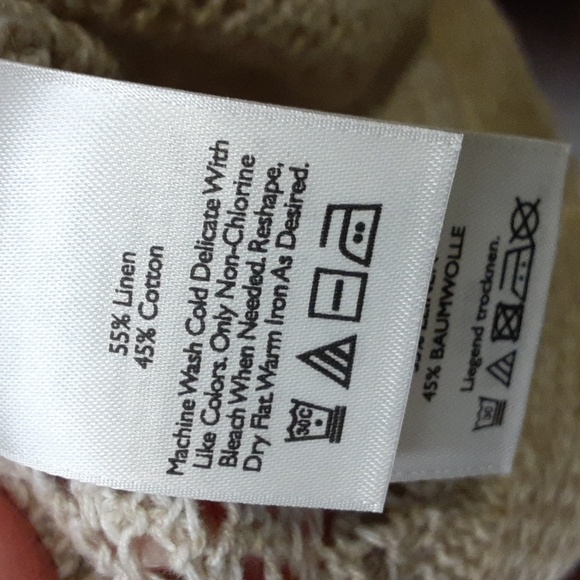 55% Linen
45% Cotton
Machine Wash Cold Delicate With
Like Colors. Only Non-Chlorine
Bleach When Needed. Reshape,
Dry Flat. Warm Iron As Desired.
30C
45% BAUMWOLLE
Liegend trocknen.
30